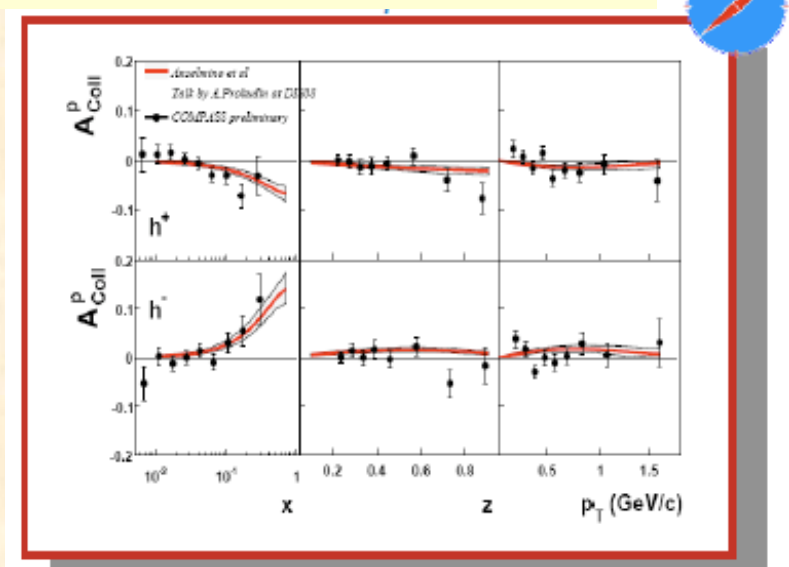 0.2
Anselmino et al
Talk by A.Prokudin at DIS08
COMPASS preliminary
A^p_Coll
0.1
0
-0.1
h⁺
0.2
A^p_Coll
h⁻
0.1
0
-0.1
-0.2
10⁻² 10⁻¹ 1
0.2 0.4 0.6 0.8
0.5 1 1.5
x
z
p_T (GeV/c)